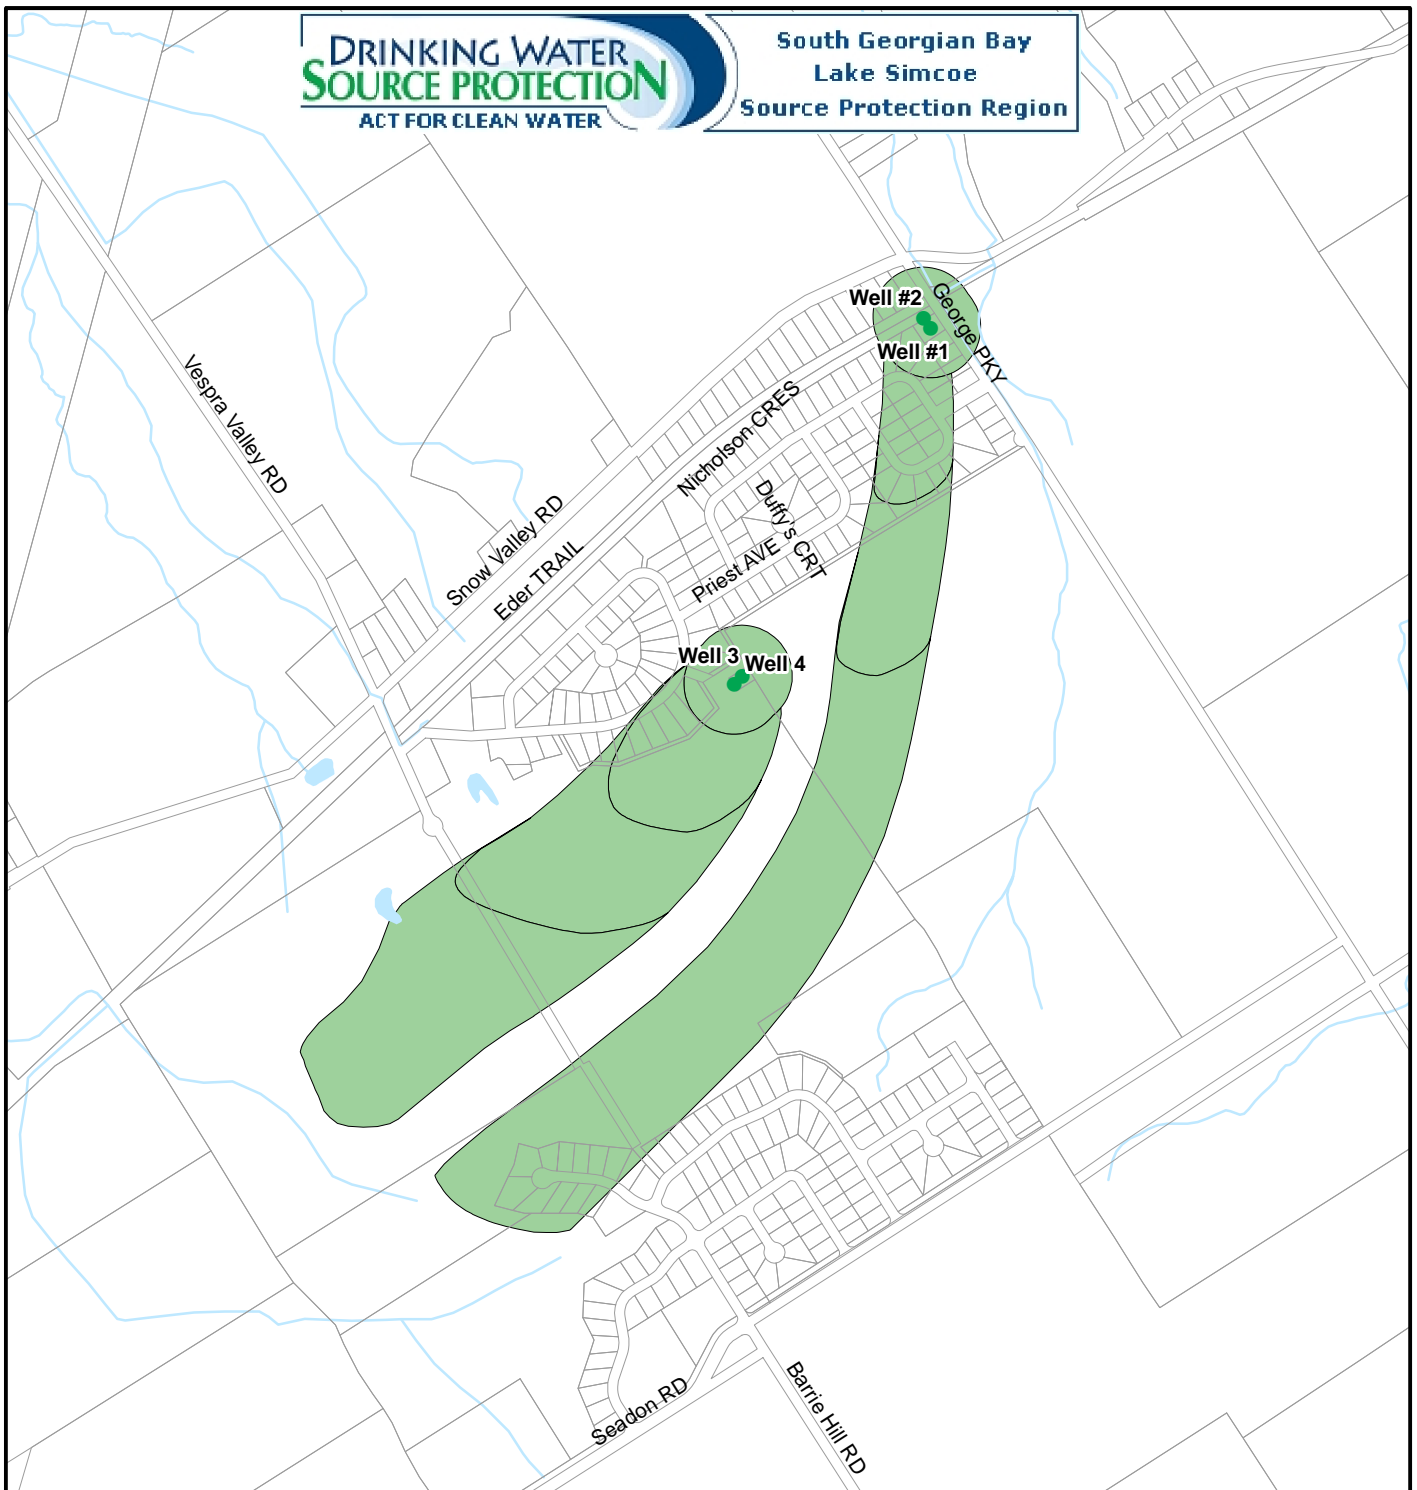 DRINKING WATER
SOURCE PROTECTION
ACT FOR CLEAN WATER
South Georgian Bay
Lake Simcoe
Source Protection Region
Well #2
George PKY
Well #1
Vespra Valley RD
Nicholson CRES
Snow Valley RD
Duffy's CRT
Eder TRAIL
Priest AVE
Well 3
Well 4
Seadon RD
Barrie Hill RD